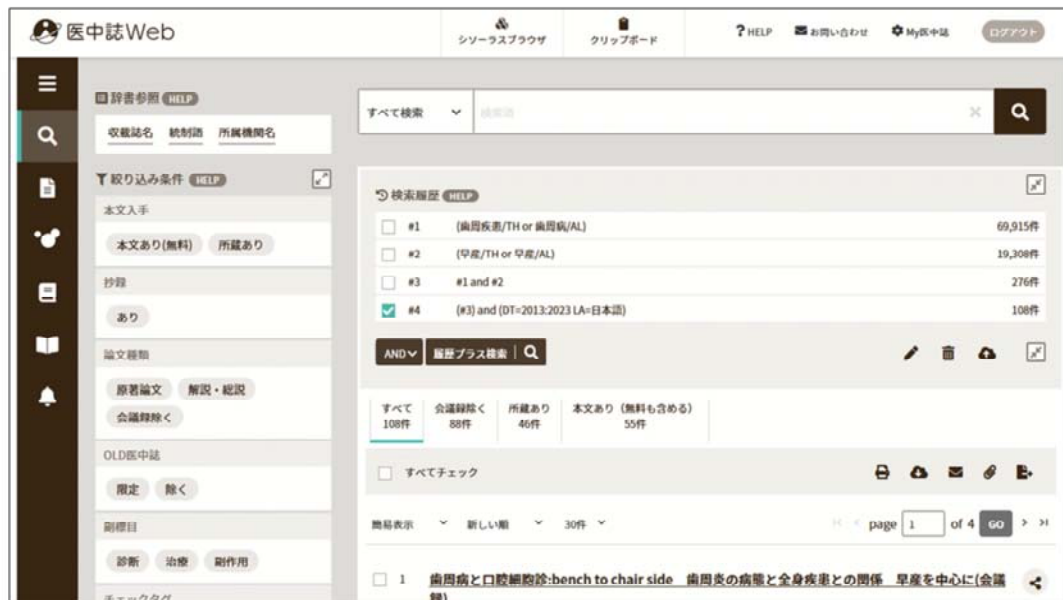 医中誌Web
シソーラスブラウザ
クリップボード
? HELP
お問い合わせ
My医中誌
ログアウト
辞書参照 HELP
収載誌名 統制語 所属機関名
すべて検索
検索語
絞り込み条件 HELP
本文入手
本文あり(無料) 所蔵あり
抄録
あり
論文種類
原著論文 解説・総説
会議録除く
OLD医中誌
限定 除く
副標目
診断 治療 副作用
チェックタグ
検索履歴 HELP
#1 (歯周疾患/TH or 歯周病/AL) 69,915件
#2 (早産/TH or 早産/AL) 19,308件
#3 #1 and #2 276件
#4 (#3) and (DT=2013:2023 LA=日本語) 108件
AND 履歴プラス検索
すべて 会議録除く 所蔵あり 本文あり（無料も含める）
108件 88件 46件 55件
すべてチェック
簡易表示 新しい順 30件 page 1 of 4 GO
1 歯周病と口腔細胞診:bench to chair side 歯周炎の病態と全身疾患との関係 早産を中心に(会議
録)